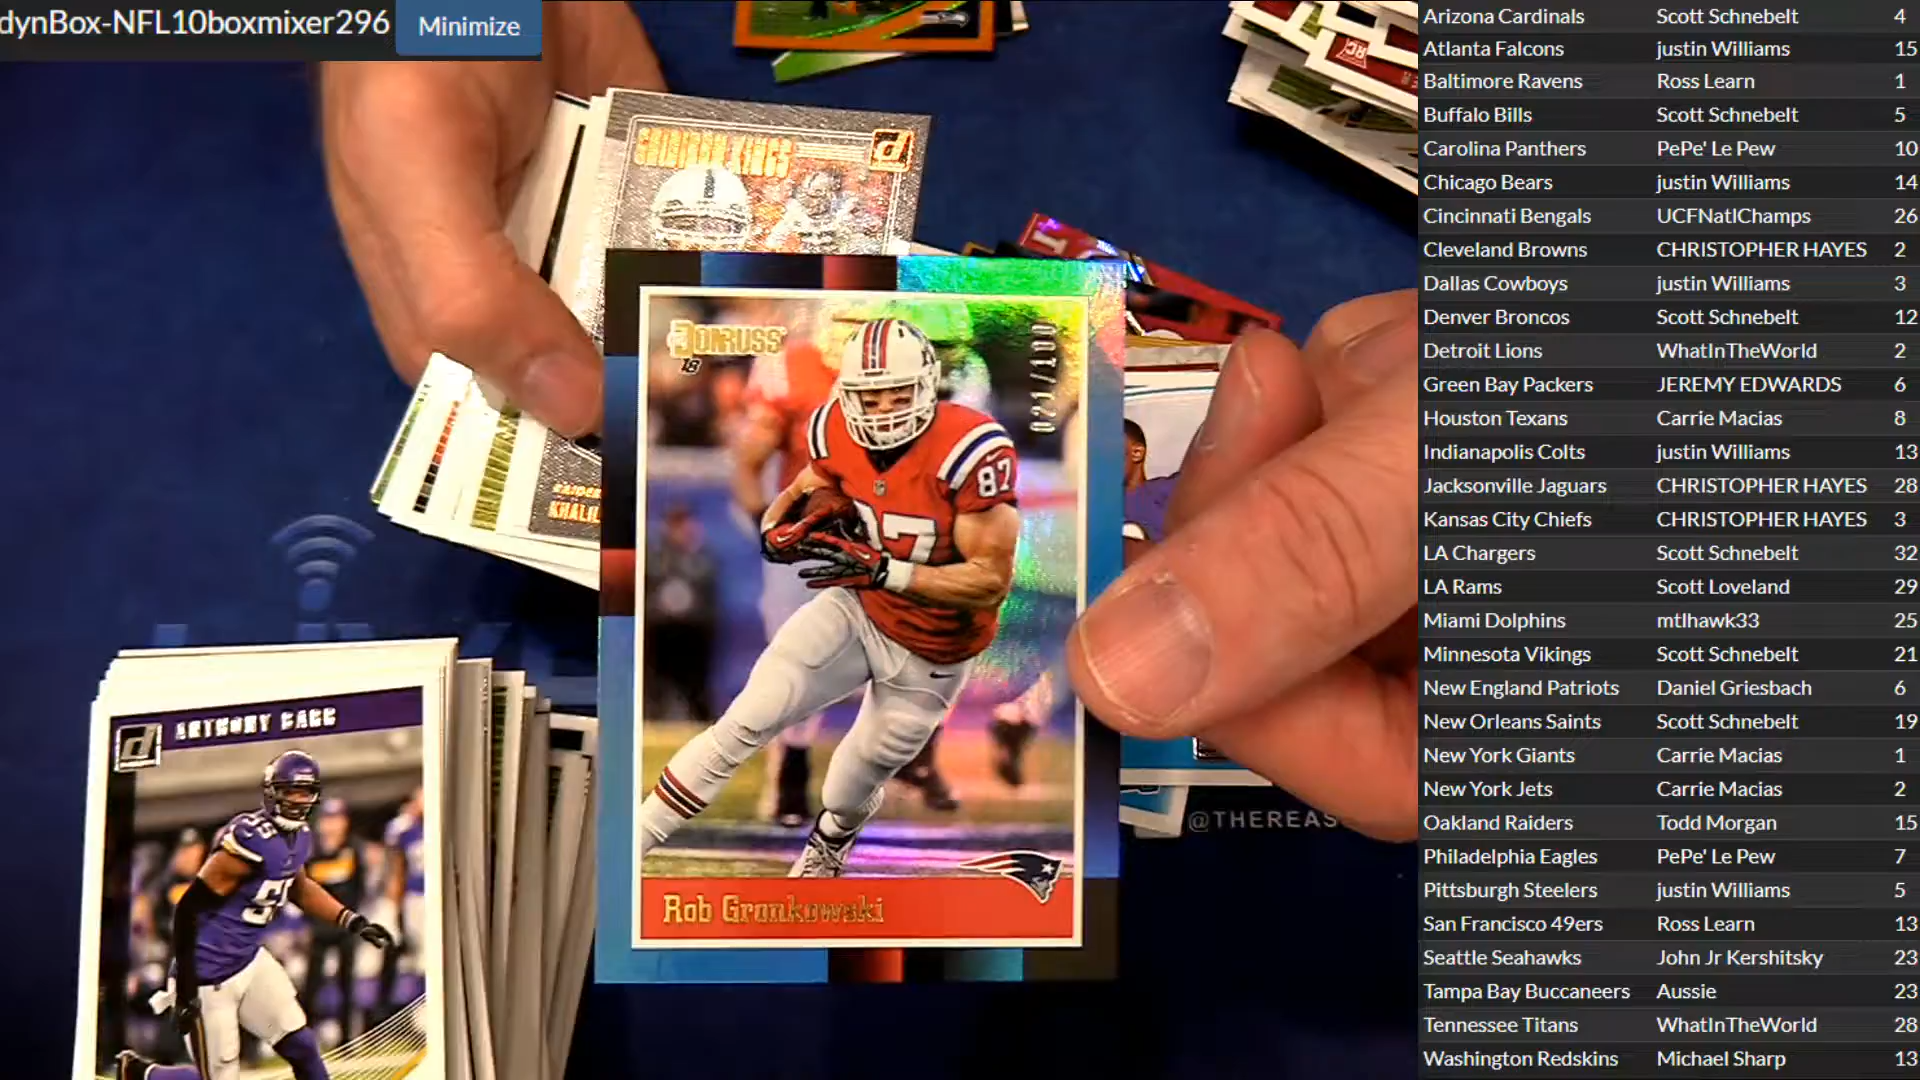 dynBox-NFL10boxmixer296
Minimize
GRIDIRON KINGS
d
RC
DONRUSS
18
021/100
87
87
RAIDERS
KHALIL
Rob Gronkowski
d
ANTHONY BARR
55
@THEREAS
Arizona Cardinals Scott Schnebelt 4
Atlanta Falcons justin Williams 15
Baltimore Ravens Ross Learn 1
Buffalo Bills Scott Schnebelt 5
Carolina Panthers PePe' Le Pew 10
Chicago Bears justin Williams 14
Cincinnati Bengals UCFNatlChamps 26
Cleveland Browns CHRISTOPHER HAYES 2
Dallas Cowboys justin Williams 3
Denver Broncos Scott Schnebelt 12
Detroit Lions WhatInTheWorld 2
Green Bay Packers JEREMY EDWARDS 6
Houston Texans Carrie Macias 8
Indianapolis Colts justin Williams 13
Jacksonville Jaguars CHRISTOPHER HAYES 28
Kansas City Chiefs CHRISTOPHER HAYES 3
LA Chargers Scott Schnebelt 32
LA Rams Scott Loveland 29
Miami Dolphins mtlhawk33 25
Minnesota Vikings Scott Schnebelt 21
New England Patriots Daniel Griesbach 6
New Orleans Saints Scott Schnebelt 19
New York Giants Carrie Macias 1
New York Jets Carrie Macias 2
Oakland Raiders Todd Morgan 15
Philadelphia Eagles PePe' Le Pew 7
Pittsburgh Steelers justin Williams 5
San Francisco 49ers Ross Learn 13
Seattle Seahawks John Jr Kershitsky 23
Tampa Bay Buccaneers Aussie 23
Tennessee Titans WhatInTheWorld 28
Washington Redskins Michael Sharp 13